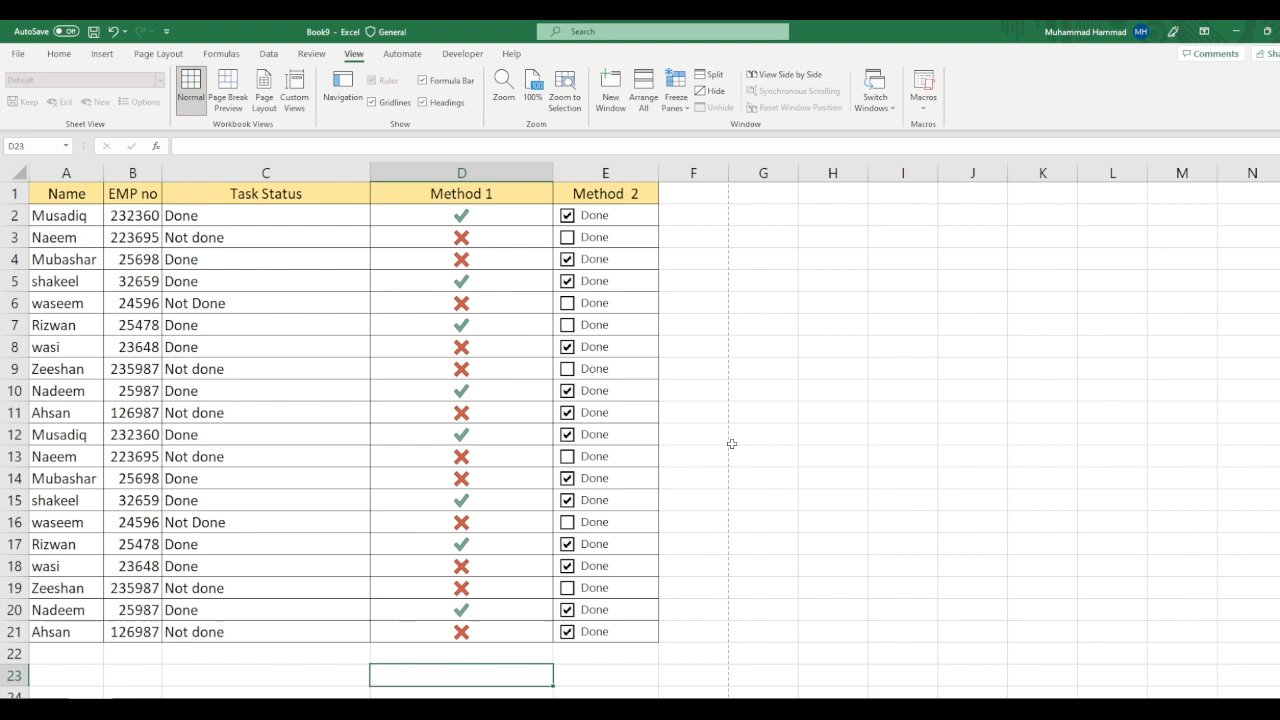 AutoSave Off Book9 - Excel General Search Muhammad Hammad MH
File Home Insert Page Layout Formulas Data Review View Automate Developer Help Comments
Default
Keep Exit New Options
Sheet View
Normal Page Break Preview Page Layout Custom Views
Workbook Views
Navigation Ruler Formula Bar
Gridlines Headings
Show
Zoom 100 100% Zoom to Selection
Zoom
New Window Arrange All Freeze Panes Split
Hide
Unhide
View Side by Side
Synchronous Scrolling
Reset Window Position
Switch Windows
Window
Macros
Macros
D23 fx
A B C D E F G H I J K L M N
1 Name EMP no Task Status Method 1 Method 2
2 Musadiq 232360 Done Done
3 Naeem 223695 Not done Done
4 Mubashar 25698 Done Done
5 shakeel 32659 Done Done
6 waseem 24596 Not Done Done
7 Rizwan 25478 Done Done
8 wasi 23648 Done Done
9 Zeeshan 235987 Not done Done
10 Nadeem 25987 Done Done
11 Ahsan 126987 Not done Done
12 Musadiq 232360 Done Done
13 Naeem 223695 Not done Done
14 Mubashar 25698 Done Done
15 shakeel 32659 Done Done
16 waseem 24596 Not Done Done
17 Rizwan 25478 Done Done
18 wasi 23648 Done Done
19 Zeeshan 235987 Not done Done
20 Nadeem 25987 Done Done
21 Ahsan 126987 Not done Done
22
23